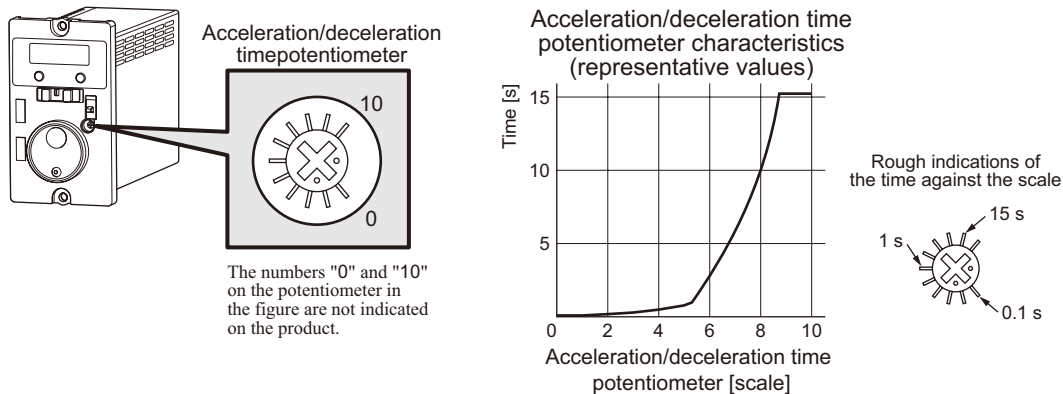 Acceleration/deceleration
timepotentiometer
10
0
The numbers "0" and "10"
on the potentiometer in
the figure are not indicated
on the product.
Acceleration/deceleration time
potentiometer characteristics
(representative values)
Time [s]
15
10
5
0 2 4 6 8 10
Acceleration/deceleration time
potentiometer [scale]
Rough indications of
the time against the scale
15 s
1 s
0.1 s